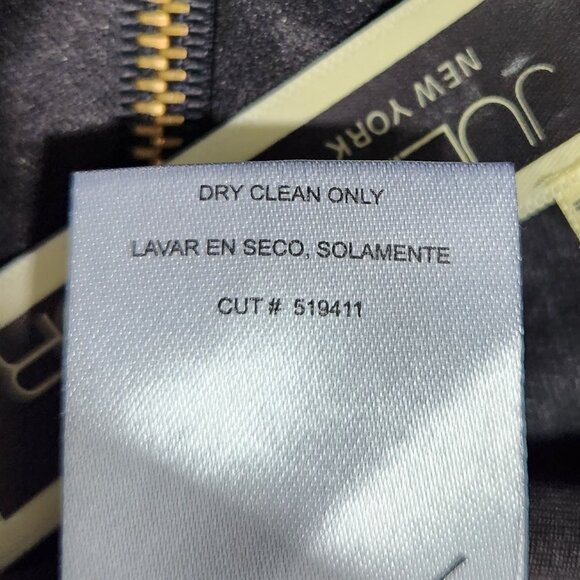 DRY CLEAN ONLY
LAVAR EN SECO, SOLAMENTE
CUT # 519411
NEW YORK